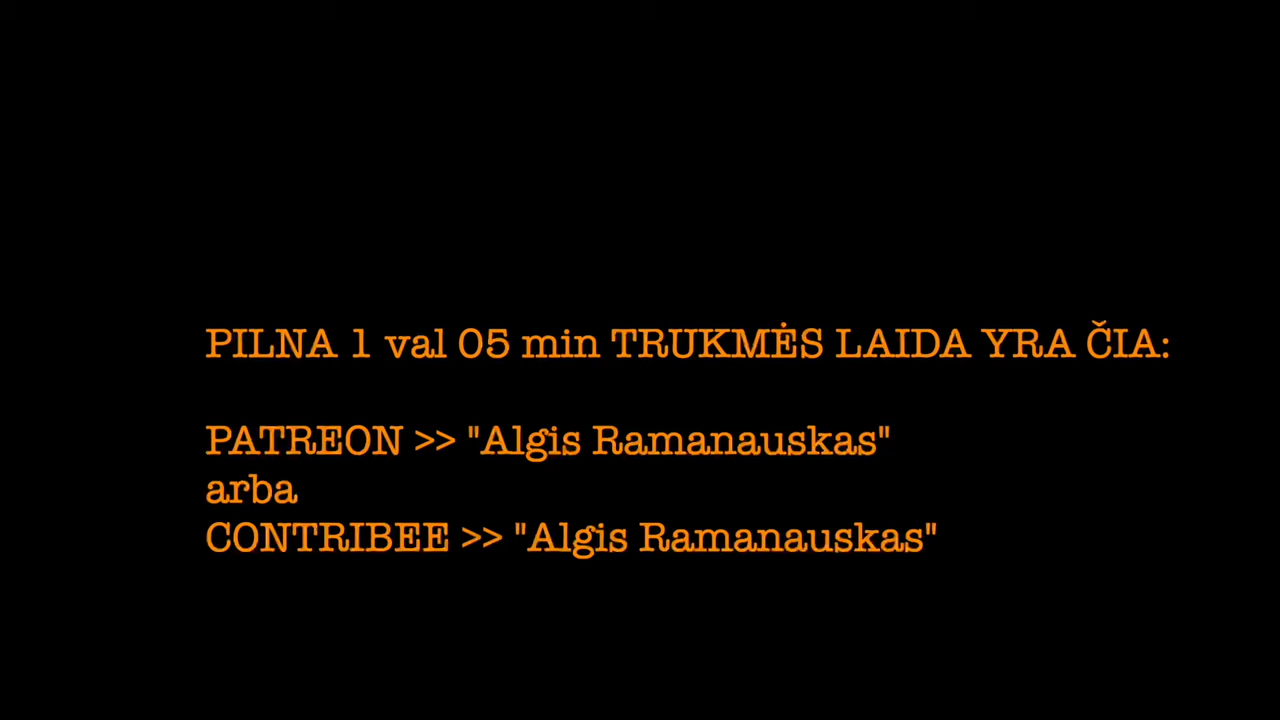 PILNA 1 val 05 min TRUKMĖS LAIDA YRA ČIA:
PATREON >> "Algis Ramanauskas"
arba
CONTRIBEE >> "Algis Ramanauskas"